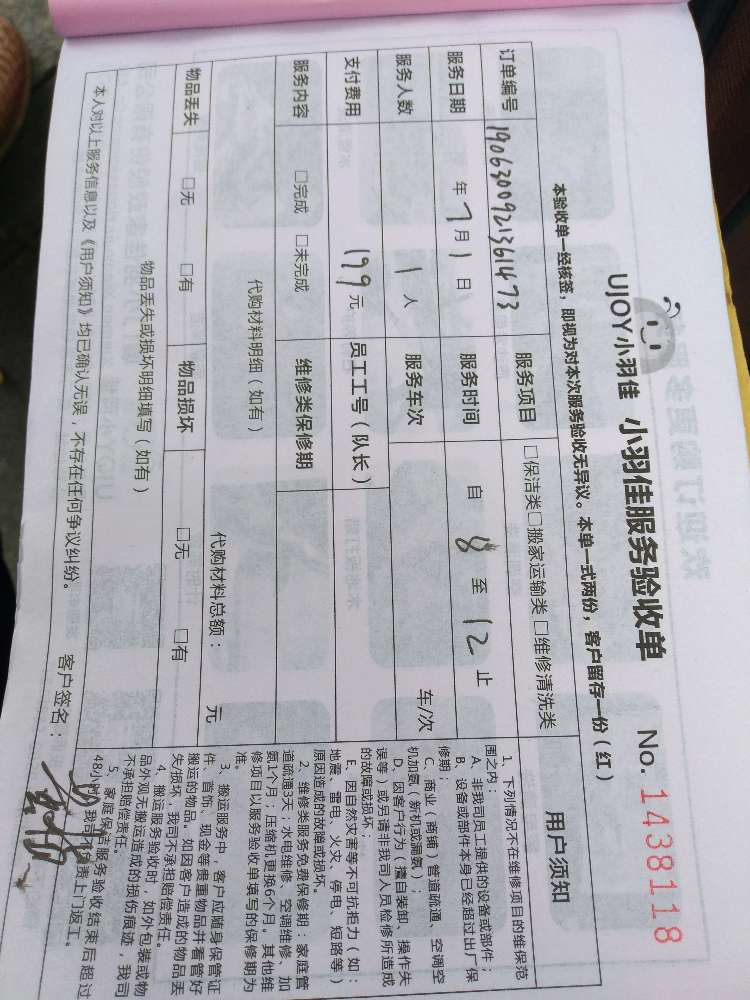 UJOY小羽佳 小羽佳服务验收单 No. 1438118
本验收单一经核签，即视为对本次服务验收无异议。本单一式两份，客户留存一份（红）
订单编号 190630092131361473 服务项目 □保洁类□搬家运输类□维修清洗类
服务日期 年7月1日 服务时间 自 8 至 12 止
服务人数 1 人 服务车次 车/次
支付费用 199元 员工工号（队长）
服务内容 □完成 □未完成 维修类保修期
代购材料明细（如有） 代购材料总额： 元
物品丢失 □无 □有 物品损坏 □无 □有
物品丢失或损坏明细填写（如有）
本人对以上服务信息以及《用户须知》均已确认无误，不存在任何争议纠纷。 客户签名：
用户须知
1、下列情况不在维修项目的维保范
围之内：
A、非我司员工提供的设备或部件；
B、设备或部件本身已经超过出厂保
修期；
C、商业（商铺）管道疏通、空调空
机加氨（新机或漏氨）；
D、因客户行为（擅自装卸、操作失
误等）或另请非我司人员检修所造成
的故障或损坏；
E、因自然灾害等不可抗拒力（如：
地震、雷电、火灾、停电、短路等）
原因造成的故障或损坏。
2、维修类服务免费保修期：家庭管
道疏通3天；水电维修、空调维修、加
氨1个月；压缩机更换6个月。其他维
修项目以服务验收单填写的保修期为
准。
3、搬运服务中，客户应随身保管证
件、首饰、现金等贵重物品并看管好
搬运的物品。如因客户造成的物品丢
失/损坏，我司不承担赔偿责任。
4、搬运服务验收时，如外包装或物
品外观无搬运造成的损伤痕迹，我司
不承担赔偿责任。
5、家庭保洁服务验收结束后超过
48小时，我司不负责上门返工。